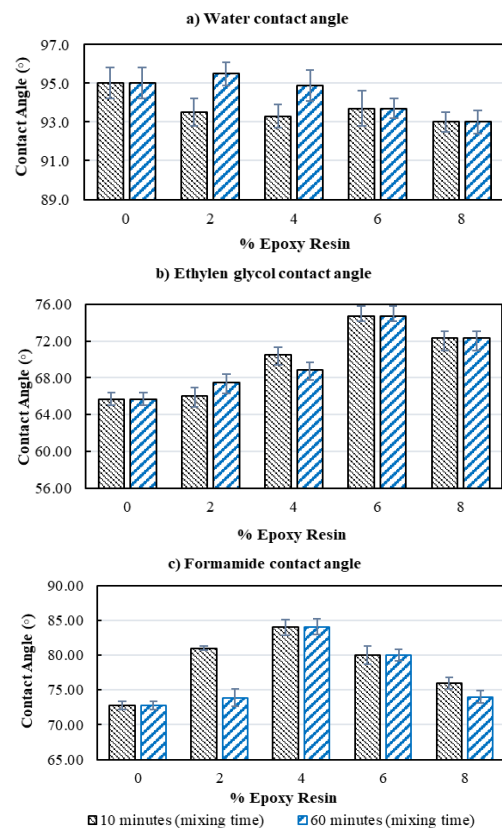 a) Water contact angle
97.0
95.0
93.0
91.0
89.0
Contact Angle (°)
0 2 4 6 8
% Epoxy Resin
b) Ethylen glycol contact angle
76.00
72.00
68.00
64.00
60.00
56.00
Contact Angle (°)
0 2 4 6 8
% Epoxy Resin
c) Formamide contact angle
90.00
85.00
80.00
75.00
70.00
65.00
Contact Angle (°)
0 2 4 6 8
% Epoxy Resin
10 minutes (mixing time) 60 minutes (mixing time)